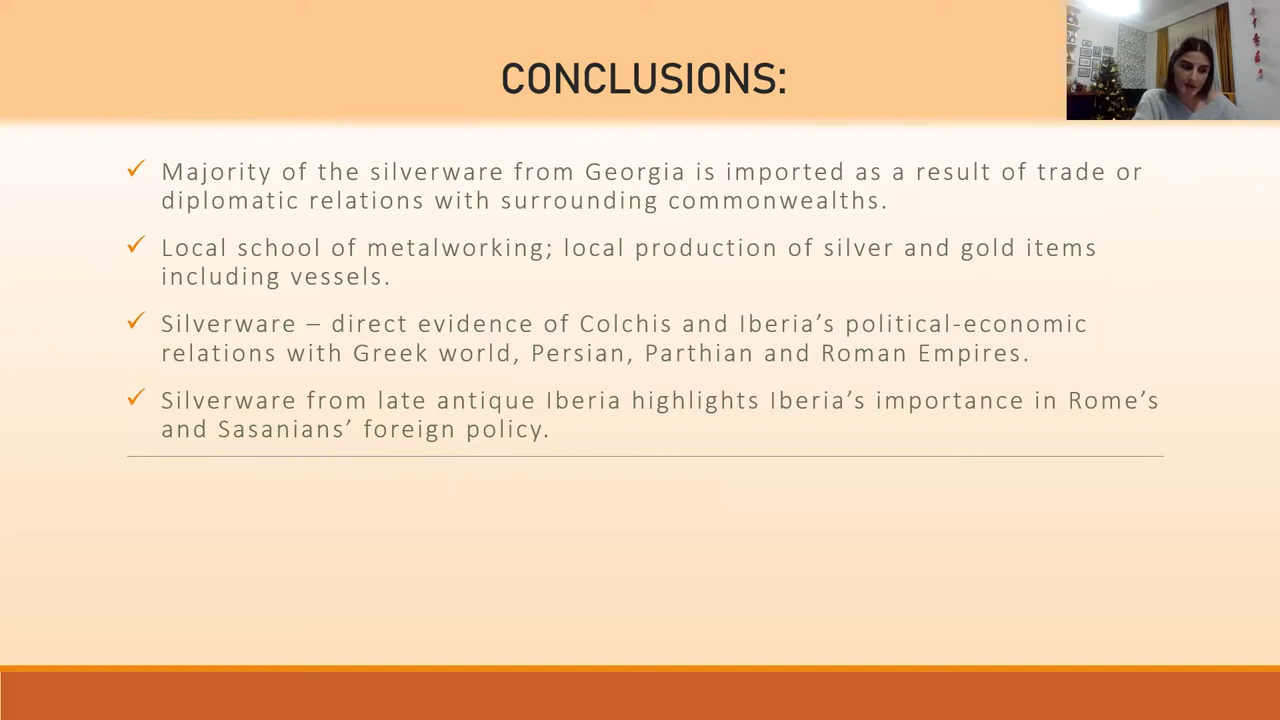 CONCLUSIONS:
✓ Majority of the silverware from Georgia is imported as a result of trade or
diplomatic relations with surrounding commonwealths.
✓ Local school of metalworking; local production of silver and gold items
including vessels.
✓ Silverware – direct evidence of Colchis and Iberia’s political-economic
relations with Greek world, Persian, Parthian and Roman Empires.
✓ Silverware from late antique Iberia highlights Iberia’s importance in Rome’s
and Sasanians’ foreign policy.